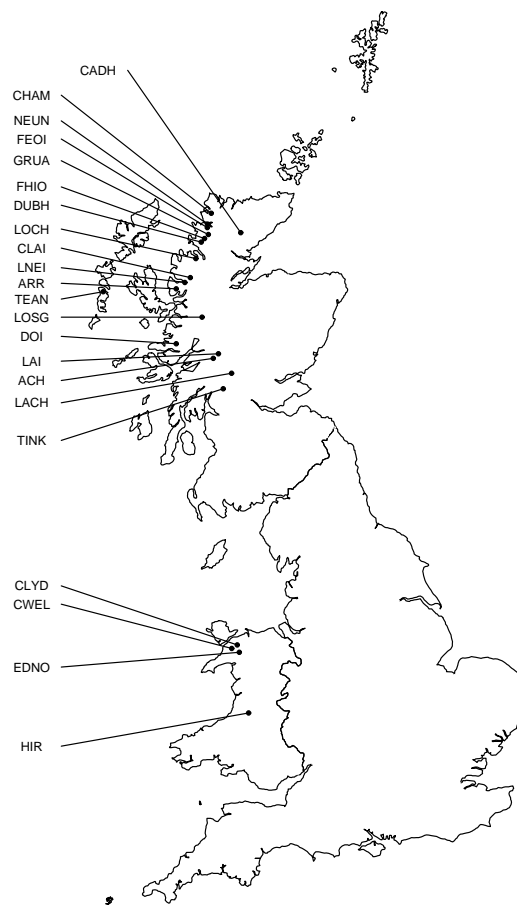 CADH
CHAM
NEUN
FEOI
GRUA
FHIO
DUBH
LOCH
CLAI
LNEI
ARR
TEAN
LOSG
DOI
LAI
ACH
LACH
TINK
CLYD
CWEL
EDNO
HIR